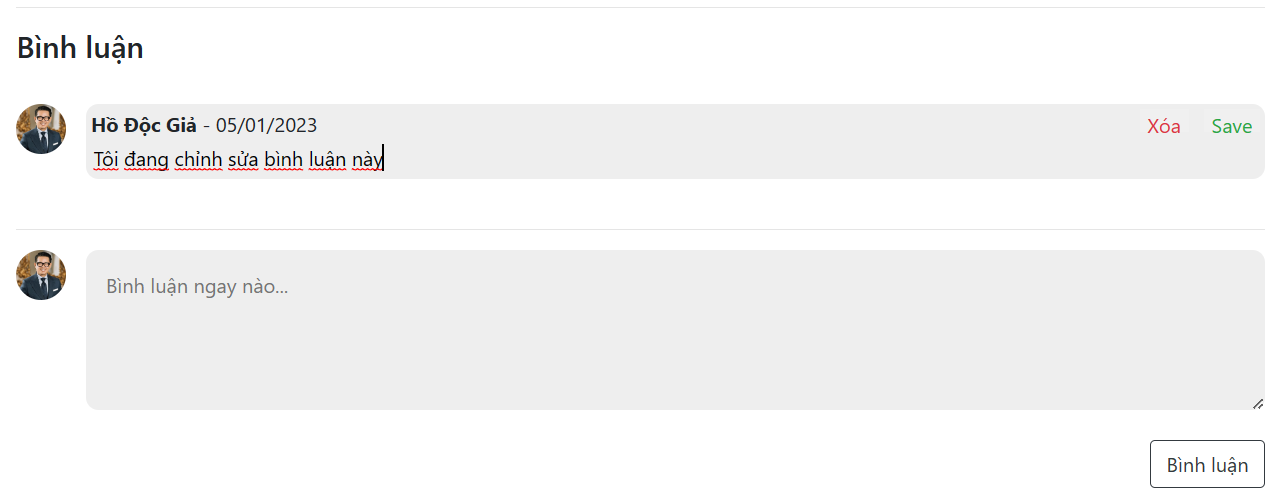 Bình luận
Hồ Độc Giả - 05/01/2023 Xóa Save
Tôi đang chỉnh sửa bình luận này
Bình luận ngay nào...
Bình luận